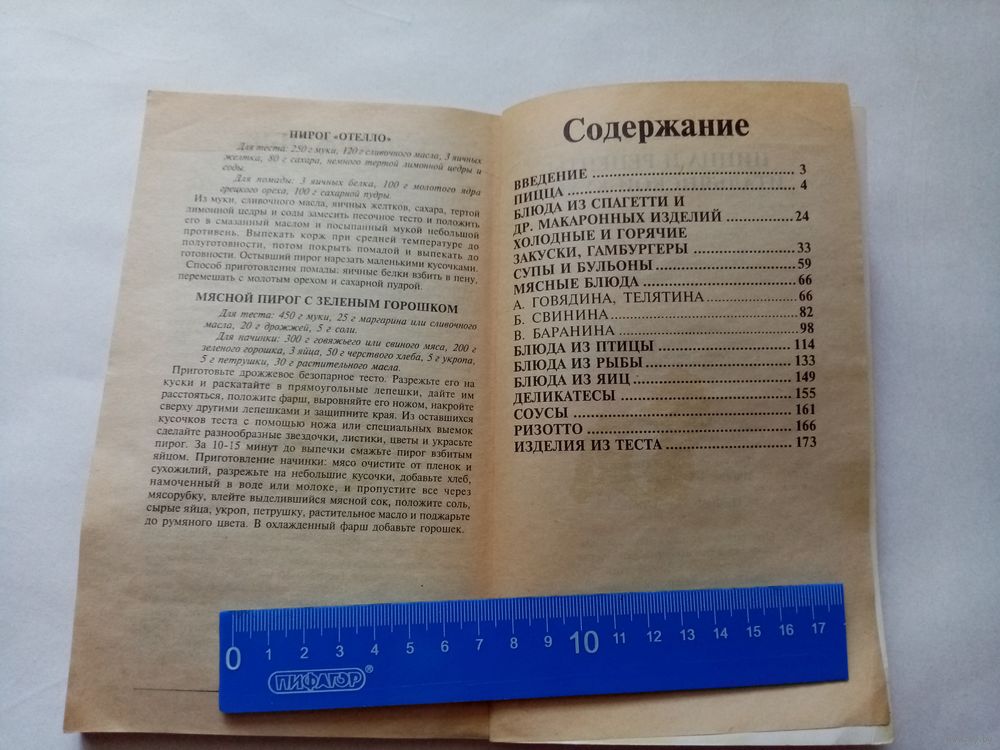 ПИРОГ «ОТЕЛЛО»
Для теста: 250 г муки, 120 г сливочного масла, 3 яичных
желтка, 80 г сахара, немного тертой лимонной цедры и
соды.
Для помады: 3 яичных белка, 100 г молотого ядра
грецкого ореха, 100 г сахарной пудры.
Из муки, сливочного масла, яичных желтков, сахара, тертой
лимонной цедры и соды замесить песочное тесто и положить
его в смазанный маслом и посыпанный мукой небольшой
противень. Выпекать корж при средней температуре до
полуготовности, потом покрыть помадой и выпекать до
готовности. Остывший пирог нарезать маленькими кусочками.
Способ приготовления помады: яичные белки взбить в пену,
перемешать с молотым орехом и сахарной пудрой.
МЯСНОЙ ПИРОГ С ЗЕЛЕНЫМ ГОРОШКОМ
Для теста: 450 г муки, 25 г маргарина или сливочного
масла, 20 г дрожжей, 5 г соли.
Для начинки: 300 г говяжьего или свиного мяса, 200 г
зеленого горошка, 3 яйца, 50 г черствого хлеба, 5 г укропа,
5 г петрушки, 30 г растительного масла.
Приготовьте дрожжевое безопарное тесто. Разрежьте его на
куски и раскатайте в прямоугольные лепешки, дайте им
расстояться, положите фарш, выровняйте его ножом, накройте
сверху другими лепешками и защипните края. Из оставшихся
кусочков теста с помощью ножа или специальных выемок
сделайте разнообразные звездочки, листики, цветы и украсьте
пирог. За 10-15 минут до выпечки смажьте пирог взбитым
яйцом. Приготовление начинки: мясо очистите от пленок и
сухожилий, разрежьте на небольшие кусочки, добавьте хлеб,
намоченный в воде или молоке, и пропустите все через
мясорубку, влейте выделившийся мясной сок, положите соль,
сырые яйца, укроп, петрушку, растительное масло и поджарьте
до румяного цвета. В охлажденный фарш добавьте горошек.
Содержание
ВВЕДЕНИЕ 3
ПИЦЦА 4
БЛЮДА ИЗ СПАГЕТТИ И
ДР. МАКАРОННЫХ ИЗДЕЛИЙ 24
ХОЛОДНЫЕ И ГОРЯЧИЕ
ЗАКУСКИ, ГАМБУРГЕРЫ 33
СУПЫ И БУЛЬОНЫ 59
МЯСНЫЕ БЛЮДА 66
А. ГОВЯДИНА, ТЕЛЯТИНА 66
Б. СВИНИНА 82
В. БАРАНИНА 98
БЛЮДА ИЗ ПТИЦЫ 114
БЛЮДА ИЗ РЫБЫ 133
БЛЮДА ИЗ ЯИЦ 149
ДЕЛИКАТЕСЫ 155
СОУСЫ 161
РИЗОТТО 166
ИЗДЕЛИЯ ИЗ ТЕСТА 173
0 1 2 3 4 5 6 7 8 9 10 11 12 13 14 15 16 17
ПИФАГОР®